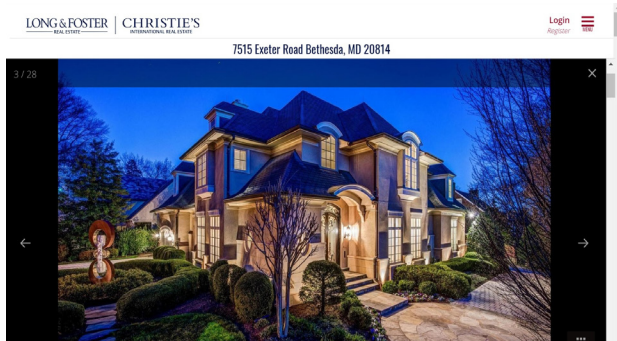 LONG & FOSTER
REAL ESTATE
CHRISTIE'S
INTERNATIONAL REAL ESTATE
Login
Register
MENU
7515 Exeter Road Bethesda, MD 20814
3 / 28